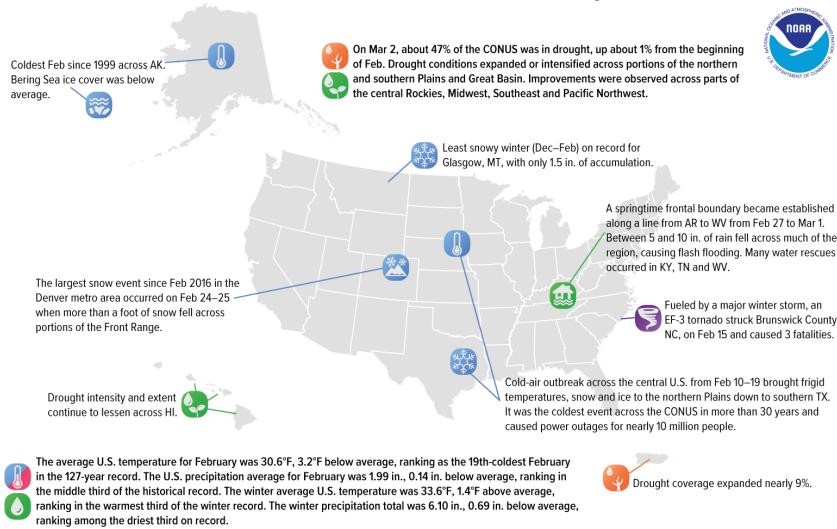 NATIONAL OCEANIC AND ATMOSPHERIC ADMINISTRATION
NOAA
U.S. DEPARTMENT OF COMMERCE
Coldest Feb since 1999 across AK.
Bering Sea ice cover was below
average.
On Mar 2, about 47% of the CONUS was in drought, up about 1% from the beginning
of Feb. Drought conditions expanded or intensified across portions of the northern
and southern Plains and Great Basin. Improvements were observed across parts of
the central Rockies, Midwest, Southeast and Pacific Northwest.
Least snowy winter (Dec–Feb) on record for
Glasgow, MT, with only 1.5 in. of accumulation.
A springtime frontal boundary became established
along a line from AR to WV from Feb 27 to Mar 1.
Between 5 and 10 in. of rain fell across much of the
region, causing flash flooding. Many water rescues
occurred in KY, TN and WV.
The largest snow event since Feb 2016 in the
Denver metro area occurred on Feb 24–25
when more than a foot of snow fell across
portions of the Front Range.
Fueled by a major winter storm, an
EF-3 tornado struck Brunswick County
NC, on Feb 15 and caused 3 fatalities.
Cold-air outbreak across the central U.S. from Feb 10–19 brought frigid
temperatures, snow and ice to the northern Plains down to southern TX.
It was the coldest event across the CONUS in more than 30 years and
caused power outages for nearly 10 million people.
Drought intensity and extent
continue to lessen across HI.
The average U.S. temperature for February was 30.6°F, 3.2°F below average, ranking as the 19th-coldest February
in the 127-year record. The U.S. precipitation average for February was 1.99 in., 0.14 in. below average, ranking in
the middle third of the historical record. The winter average U.S. temperature was 33.6°F, 1.4°F above average,
ranking in the warmest third of the winter record. The winter precipitation total was 6.10 in., 0.69 in. below average,
ranking among the driest third on record.
Drought coverage expanded nearly 9%.